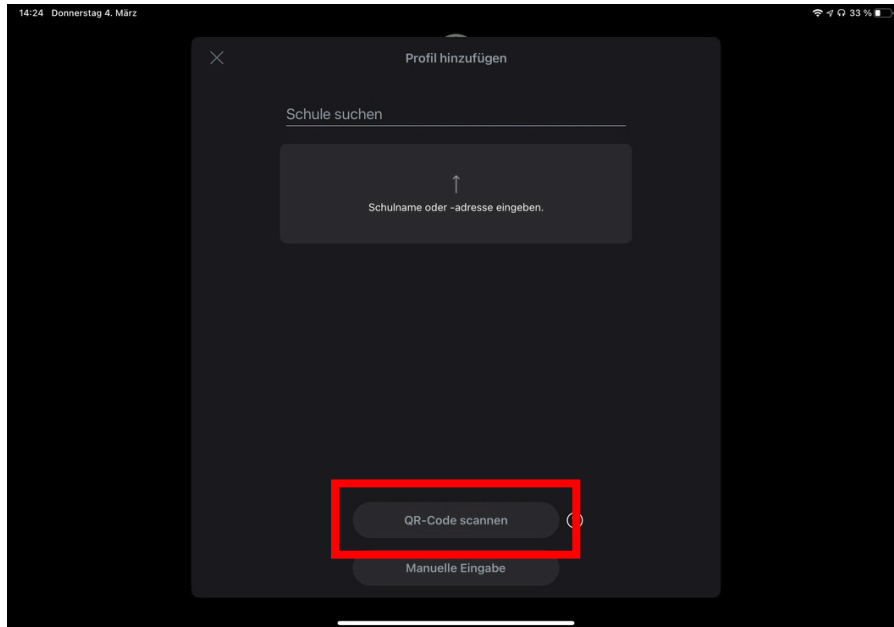 14:24 Donnerstag 4. März
33 %
Profil hinzufügen
Schule suchen
Schulname oder -adresse eingeben.
QR-Code scannen
Manuelle Eingabe